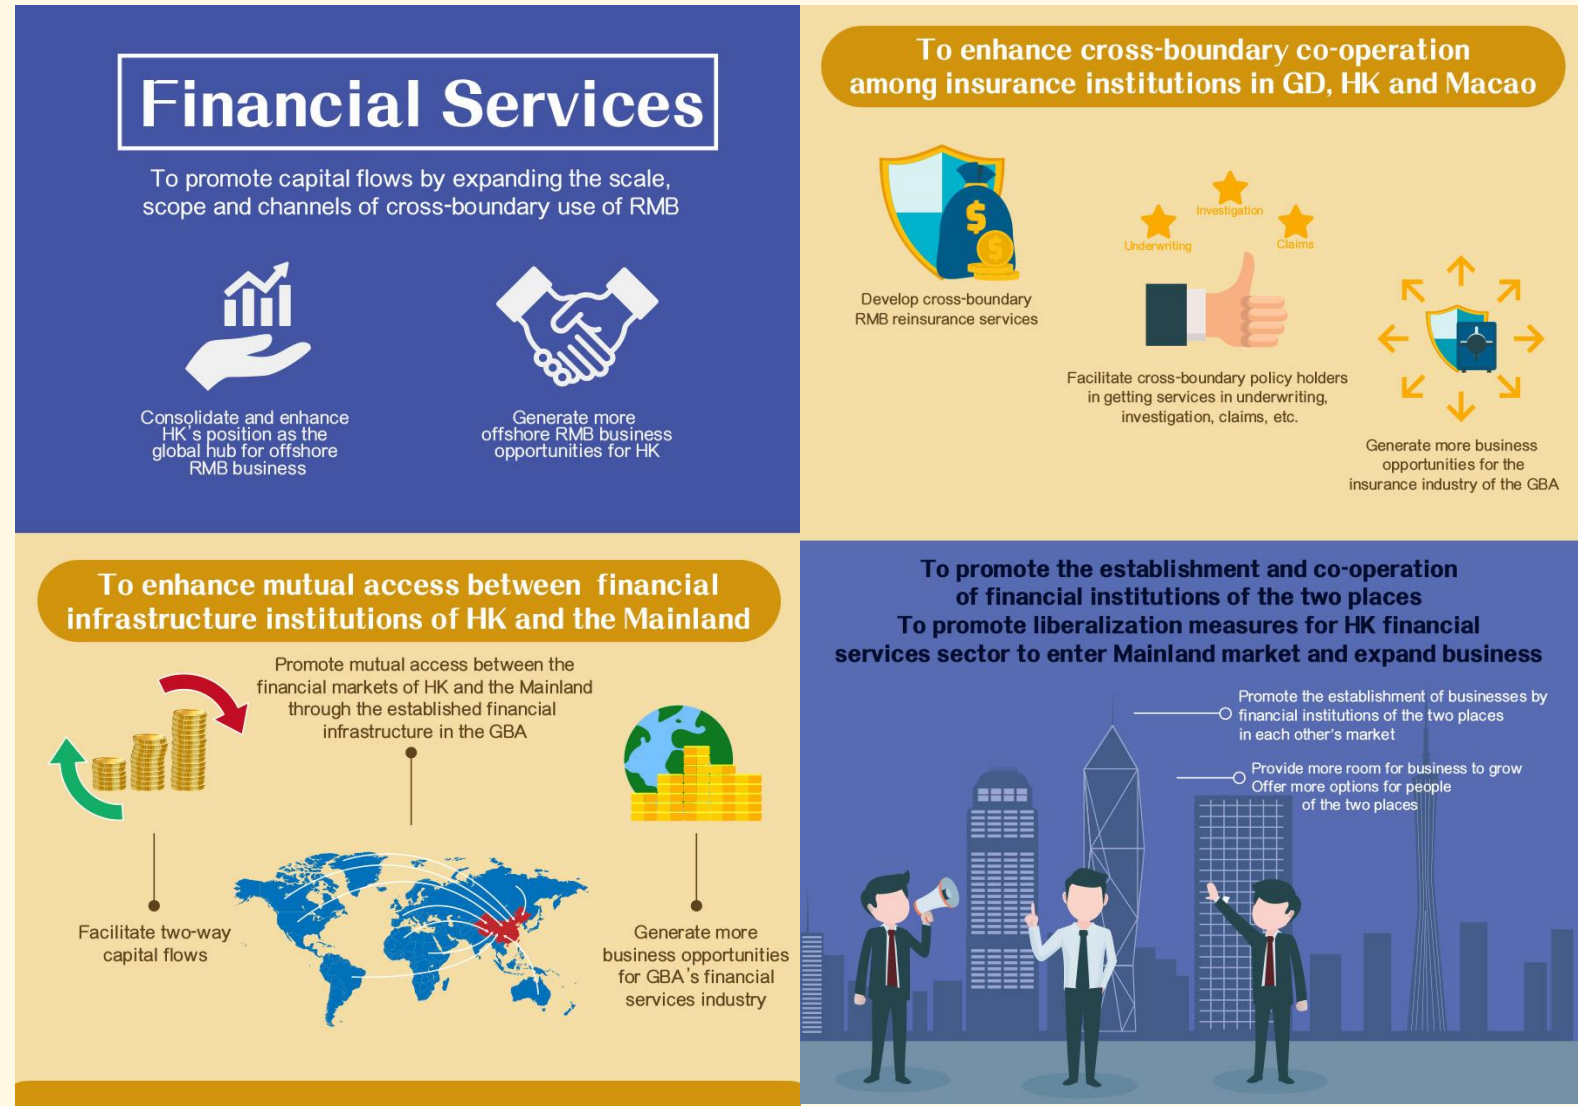 Financial Services
To promote capital flows by expanding the scale,
scope and channels of cross-boundary use of RMB
Consolidate and enhance
HK's position as the
global hub for offshore
RMB business
Generate more
offshore RMB business
opportunities for HK
To enhance cross-boundary co-operation
among insurance institutions in GD, HK and Macao
$
$
Develop cross-boundary
RMB reinsurance services
Underwriting
Investigation
Claims
Facilitate cross-boundary policy holders
in getting services in underwriting,
investigation, claims, etc.
Generate more business
opportunities for the
insurance industry of the GBA
To enhance mutual access between financial
infrastructure institutions of HK and the Mainland
Promote mutual access between the
financial markets of HK and the Mainland
through the established financial
infrastructure in the GBA
Facilitate two-way
capital flows
Generate more
business opportunities
for GBA's financial
services industry
To promote the establishment and co-operation
of financial institutions of the two places
To promote liberalization measures for HK financial
services sector to enter Mainland market and expand business
Promote the establishment of businesses by
financial institutions of the two places
in each other's market
Provide more room for business to grow
Offer more options for people
of the two places